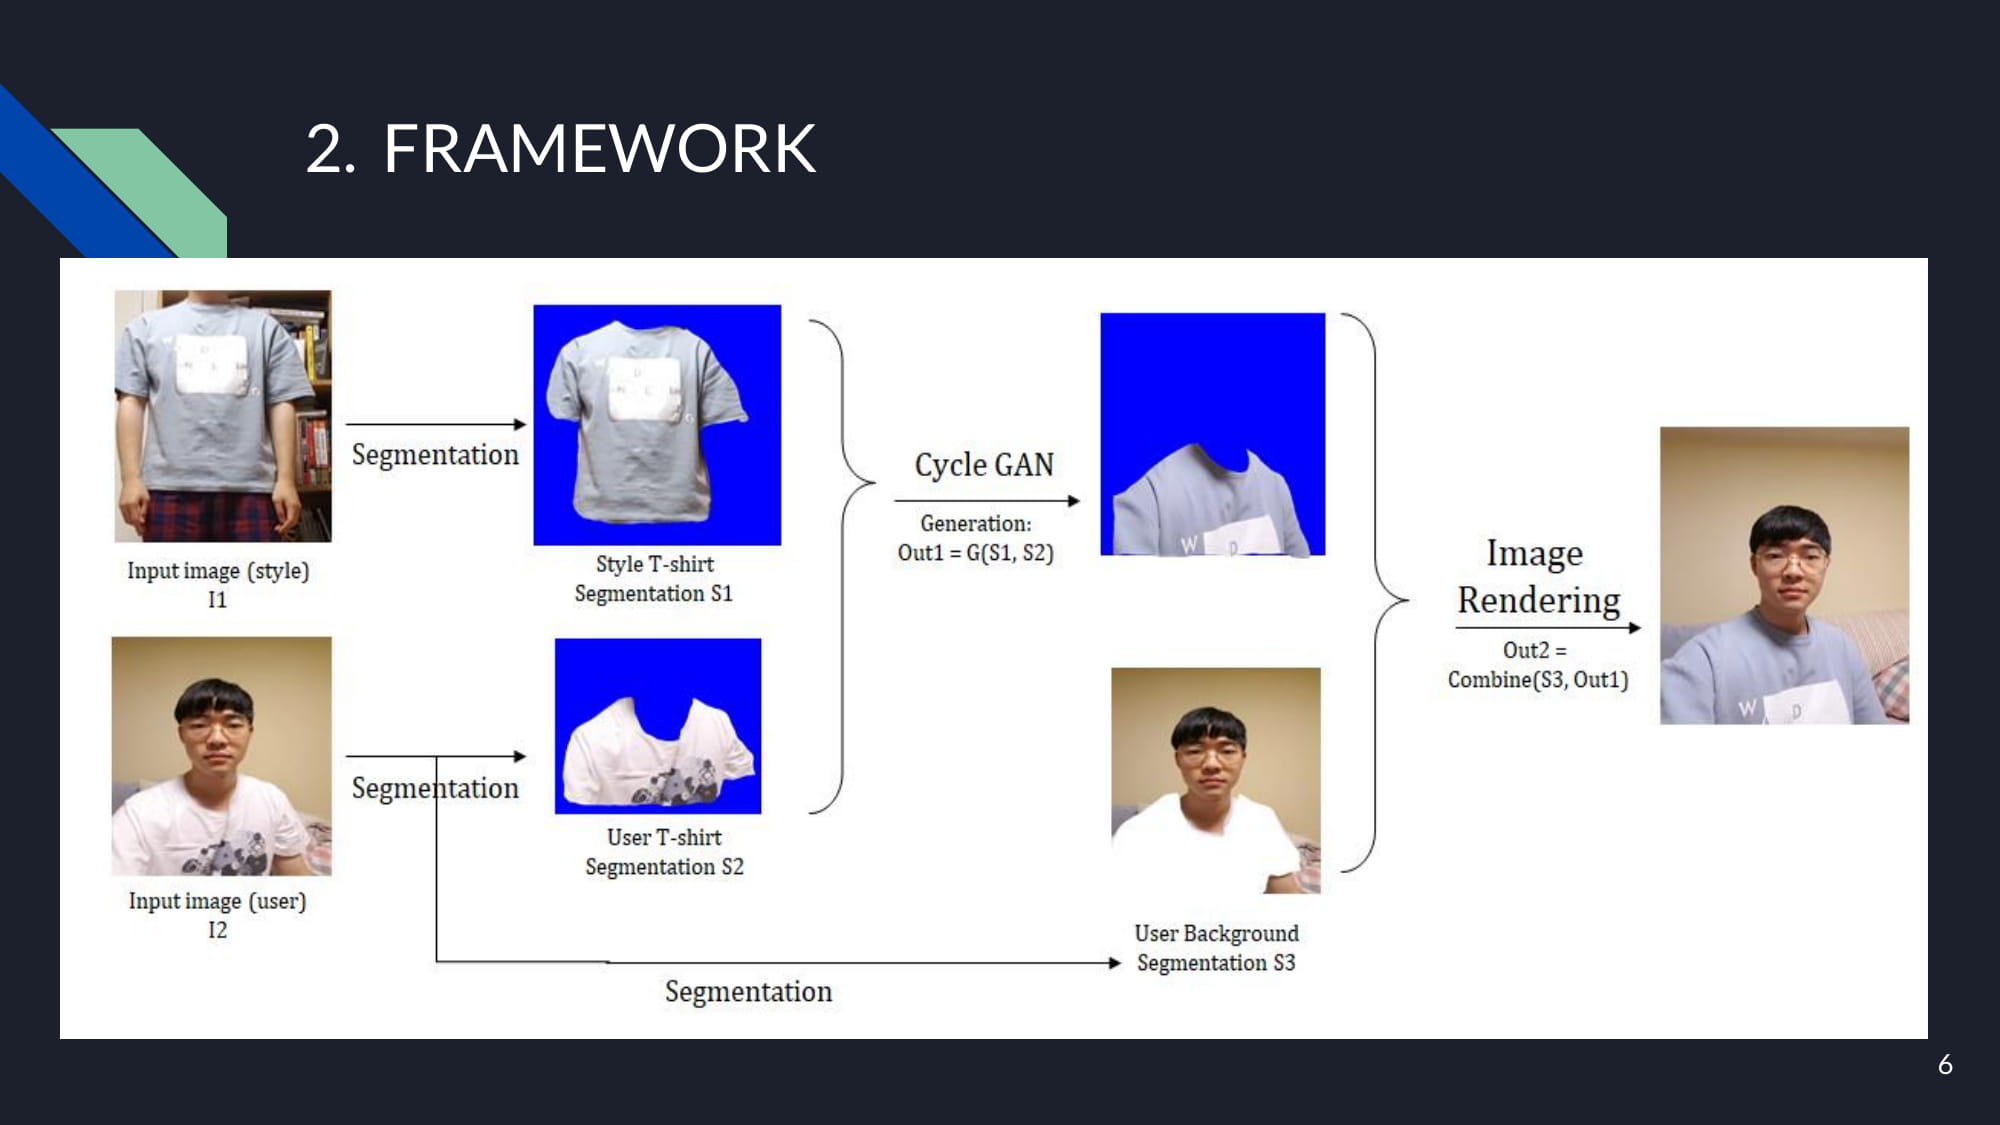 2. FRAMEWORK
Segmentation
Input image (style)
I1
Style T-shirt
Segmentation S1
Cycle GAN
Generation:
Out1 = G(S1, S2)
W D
Segmentation
Input image (user)
I2
User T-shirt
Segmentation S2
Segmentation
User Background
Segmentation S3
Image
Rendering
Out2 =
Combine(S3, Out1)
W D
6